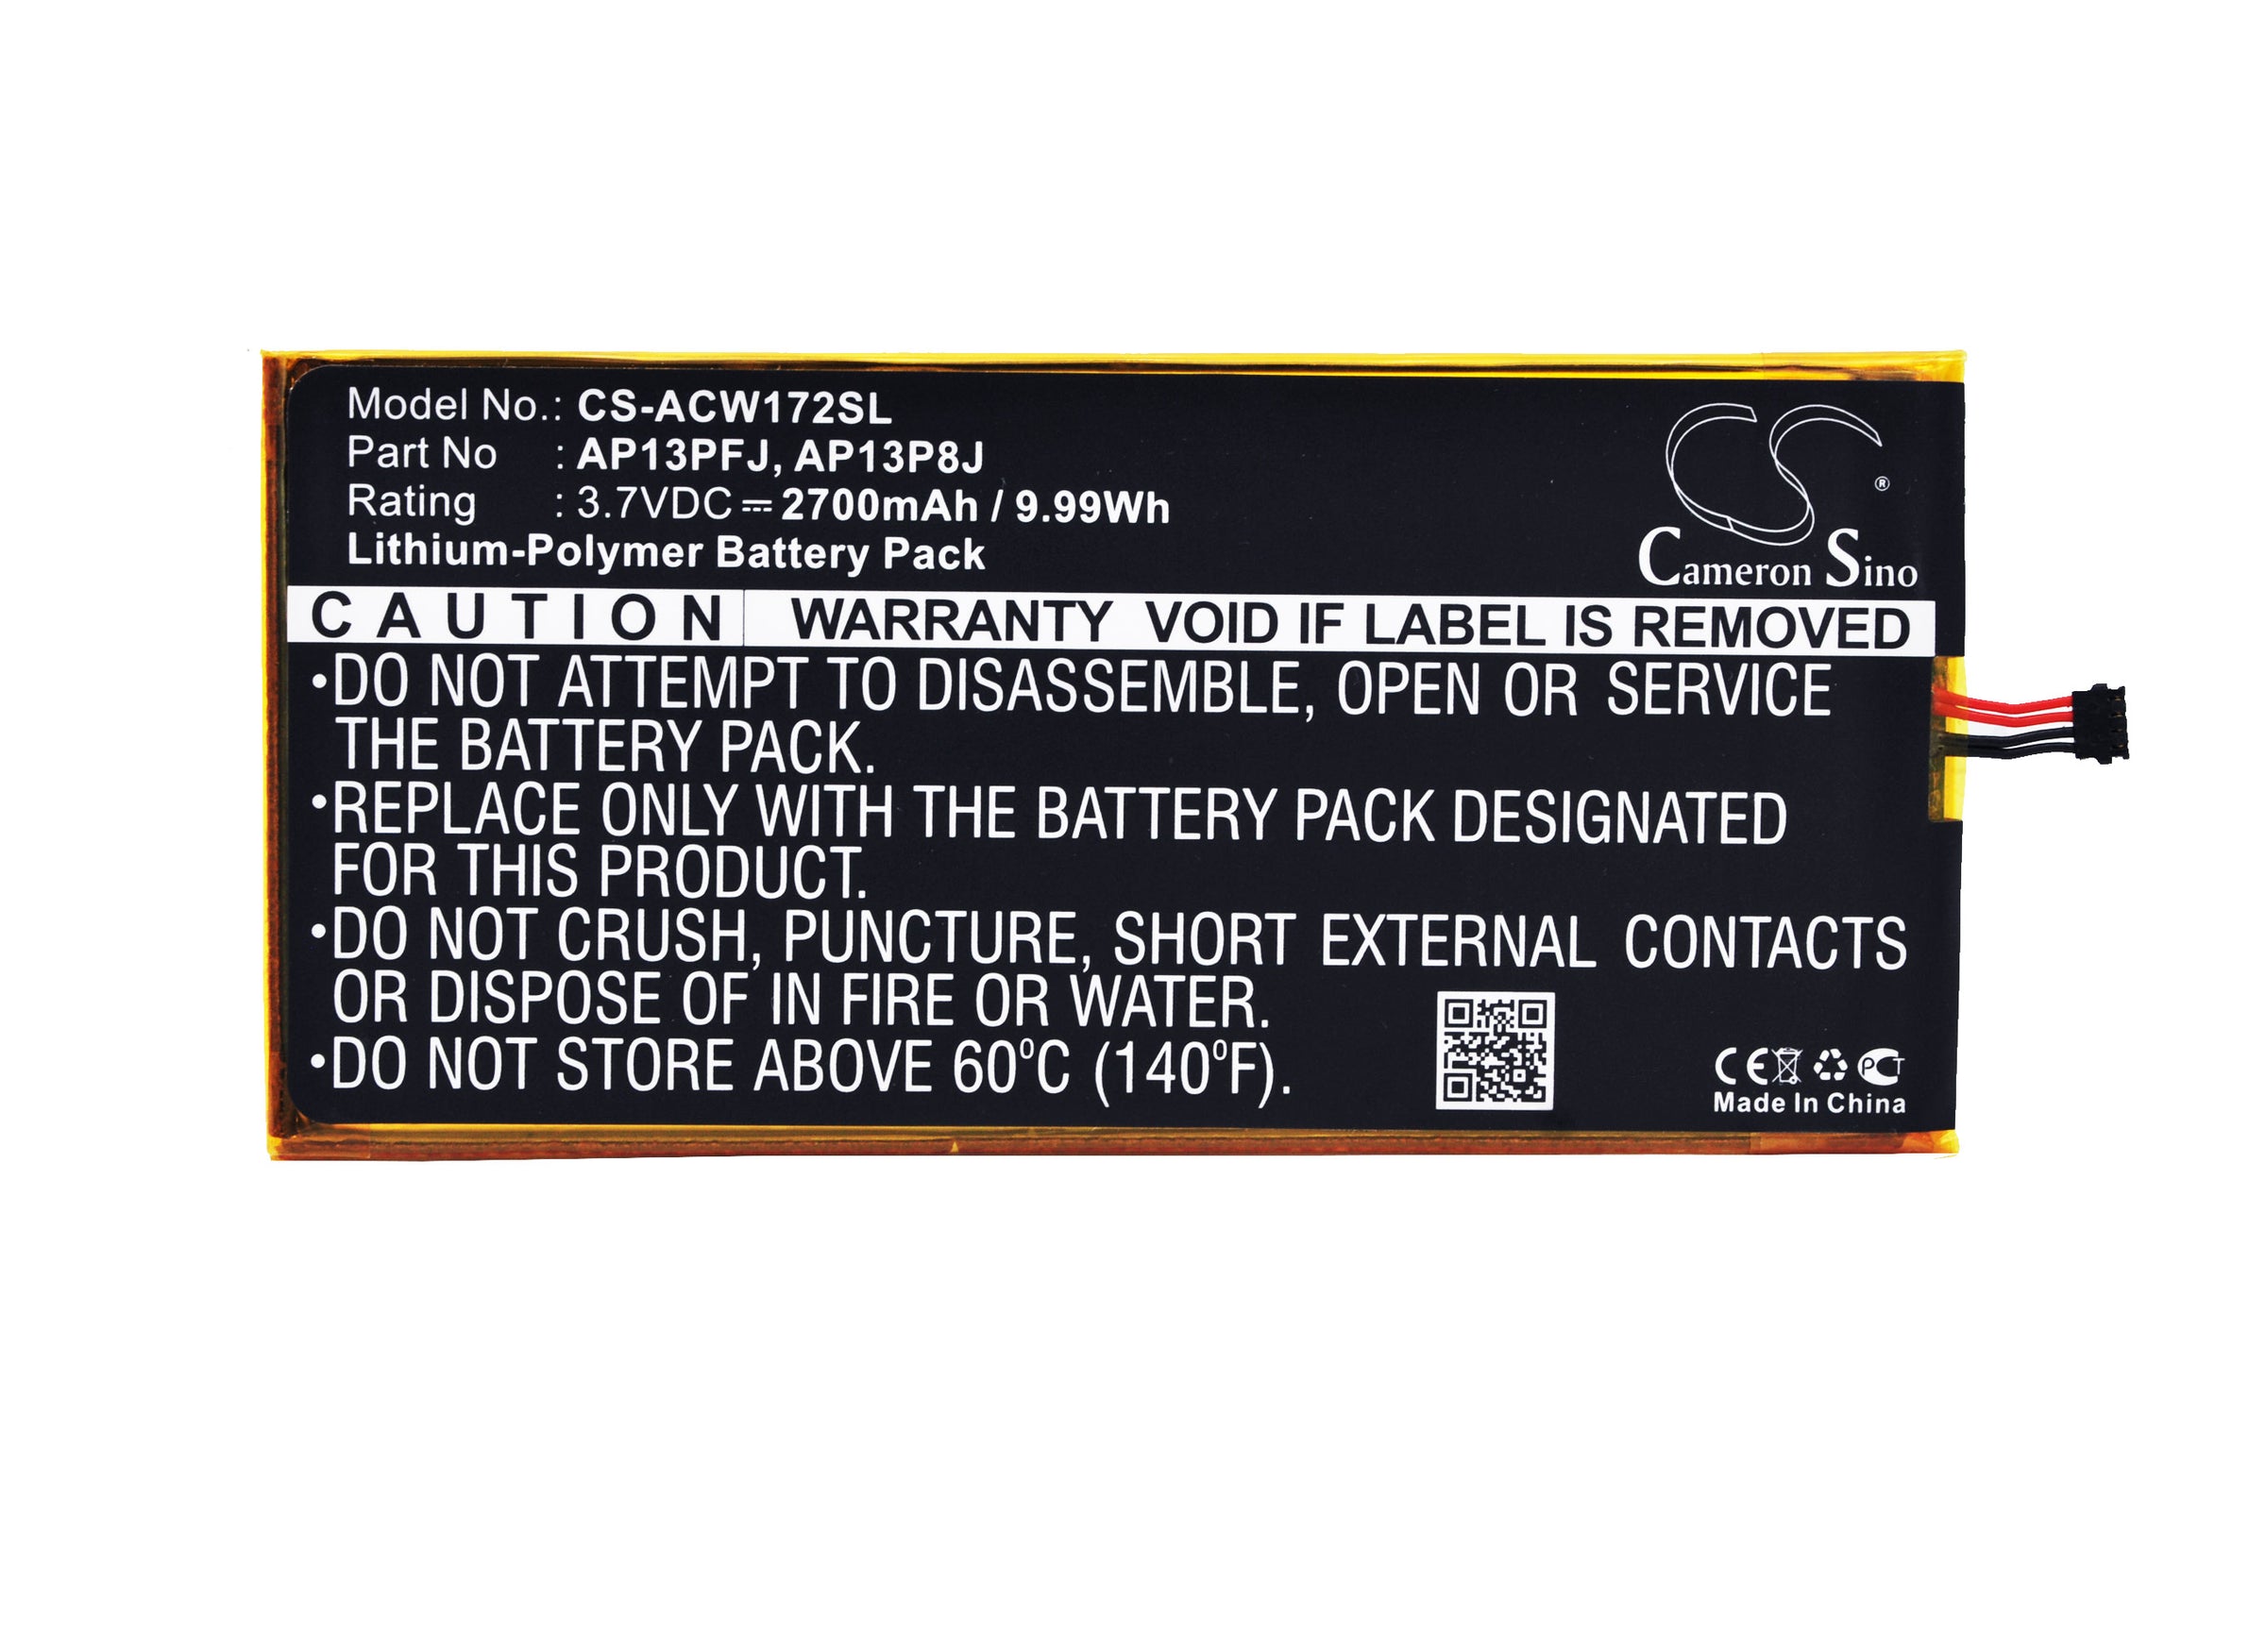 Model No.: CS-ACW172SL
Part No : AP13PFJ, AP13P8J
Rating : 3.7VDC ⎓ 2700mAh / 9.99Wh
Lithium-Polymer Battery Pack
CS
®
Cameron Sino
CAUTION WARRANTY VOID IF LABEL IS REMOVED
•DO NOT ATTEMPT TO DISASSEMBLE, OPEN OR SERVICE
THE BATTERY PACK.
•REPLACE ONLY WITH THE BATTERY PACK DESIGNATED
FOR THIS PRODUCT.
•DO NOT CRUSH, PUNCTURE, SHORT EXTERNAL CONTACTS
OR DISPOSE OF IN FIRE OR WATER.
•DO NOT STORE ABOVE 60°C (140°F).
CE PCT
Made In China